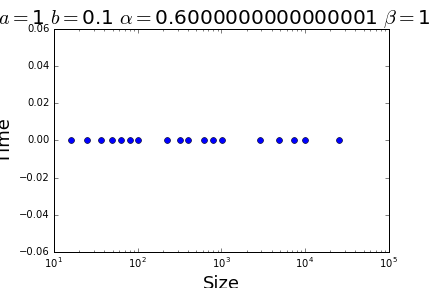 a = 1 b = 0.1 α = 0.6000000000000001 β = 1
0.06
0.04
0.02
0.00
−0.02
−0.04
−0.06
Time
10^1 10^2 10^3 10^4 10^5
Size